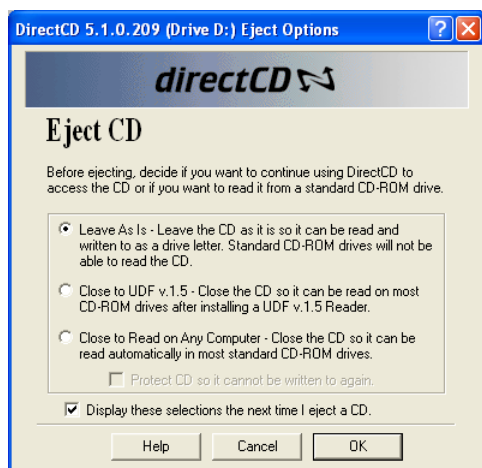 DirectCD 5.1.0.209 (Drive D:) Eject Options
directCD
Eject CD
Before ejecting, decide if you want to continue using DirectCD to
access the CD or if you want to read it from a standard CD-ROM drive.
Leave As Is - Leave the CD as it is so it can be read and
written to as a drive letter. Standard CD-ROM drives will not be
able to read the CD.
Close to UDF v.1.5 - Close the CD so it can be read on most
CD-ROM drives after installing a UDF v.1.5 Reader.
Close to Read on Any Computer - Close the CD so it can be
read automatically in most standard CD-ROM drives.
Protect CD so it cannot be written to again.
Display these selections the next time I eject a CD.
Help Cancel OK